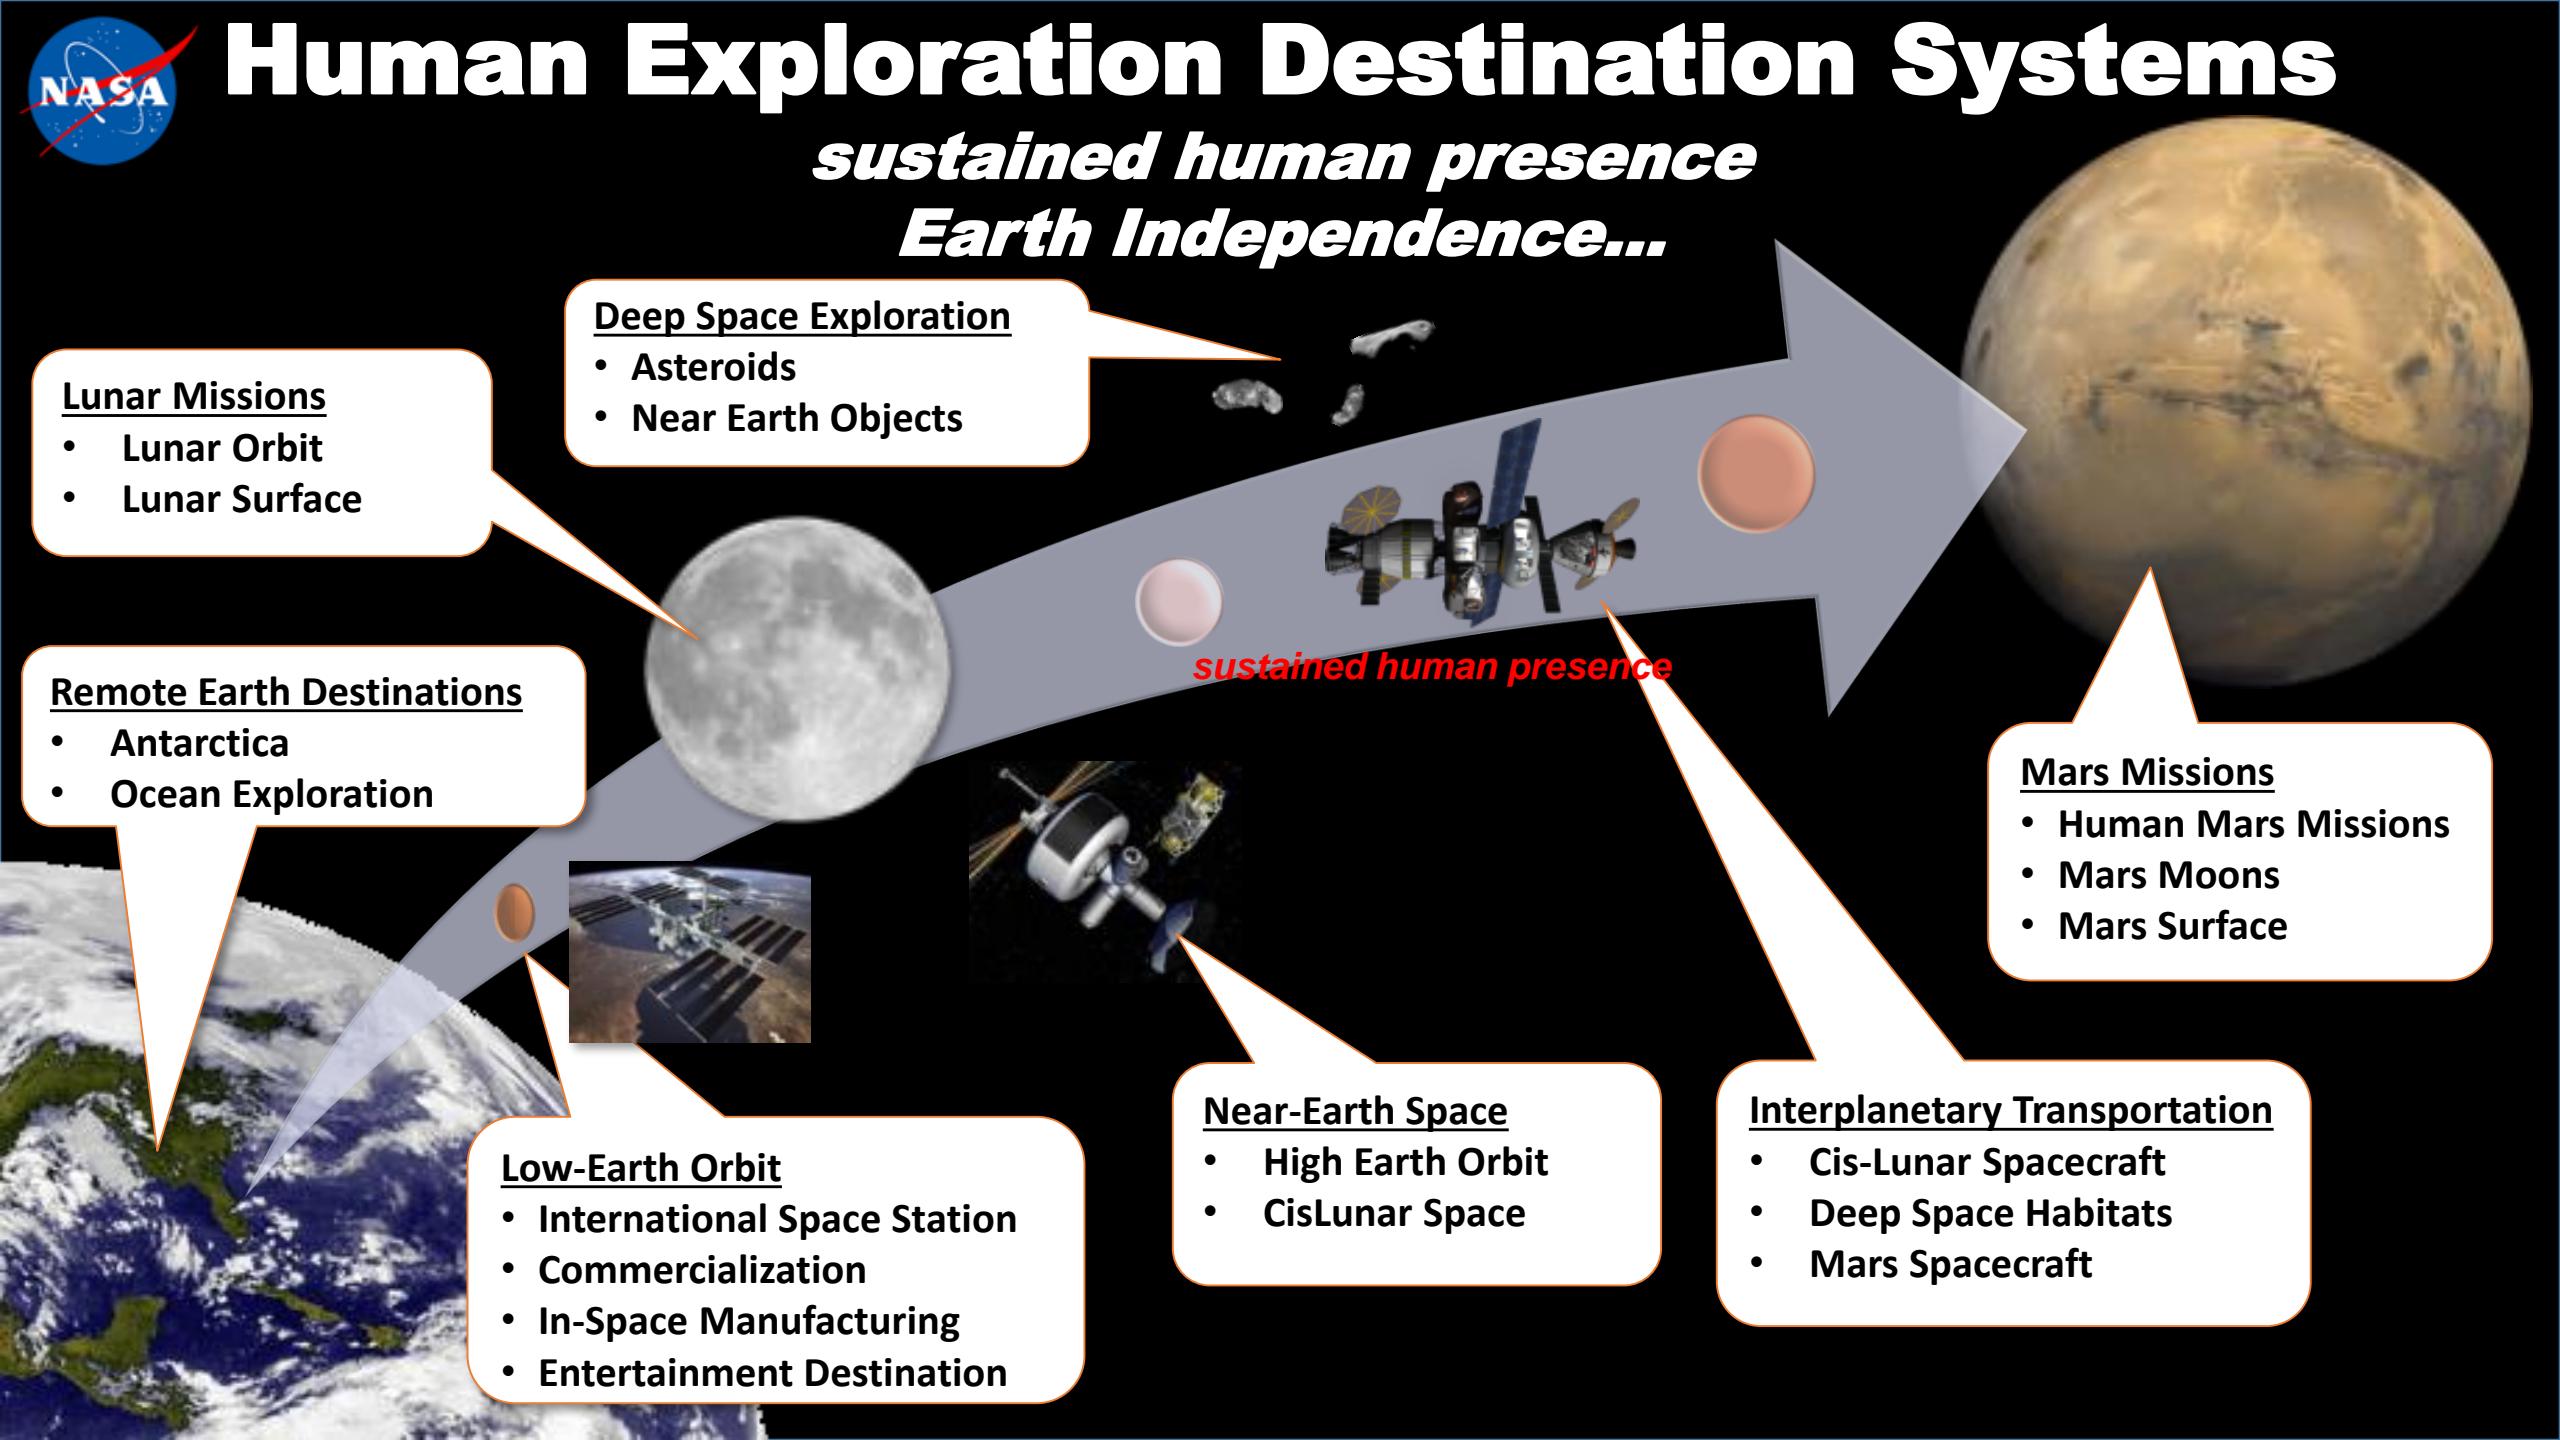 NASA
Human Exploration Destination Systems
sustained human presence
Earth Independence...
Deep Space Exploration
• Asteroids
• Near Earth Objects
Lunar Missions
• Lunar Orbit
• Lunar Surface
Remote Earth Destinations
• Antarctica
• Ocean Exploration
sustained human presence
Mars Missions
• Human Mars Missions
• Mars Moons
• Mars Surface
Low-Earth Orbit
• International Space Station
• Commercialization
• In-Space Manufacturing
• Entertainment Destination
Near-Earth Space
• High Earth Orbit
• CisLunar Space
Interplanetary Transportation
• Cis-Lunar Spacecraft
• Deep Space Habitats
• Mars Spacecraft